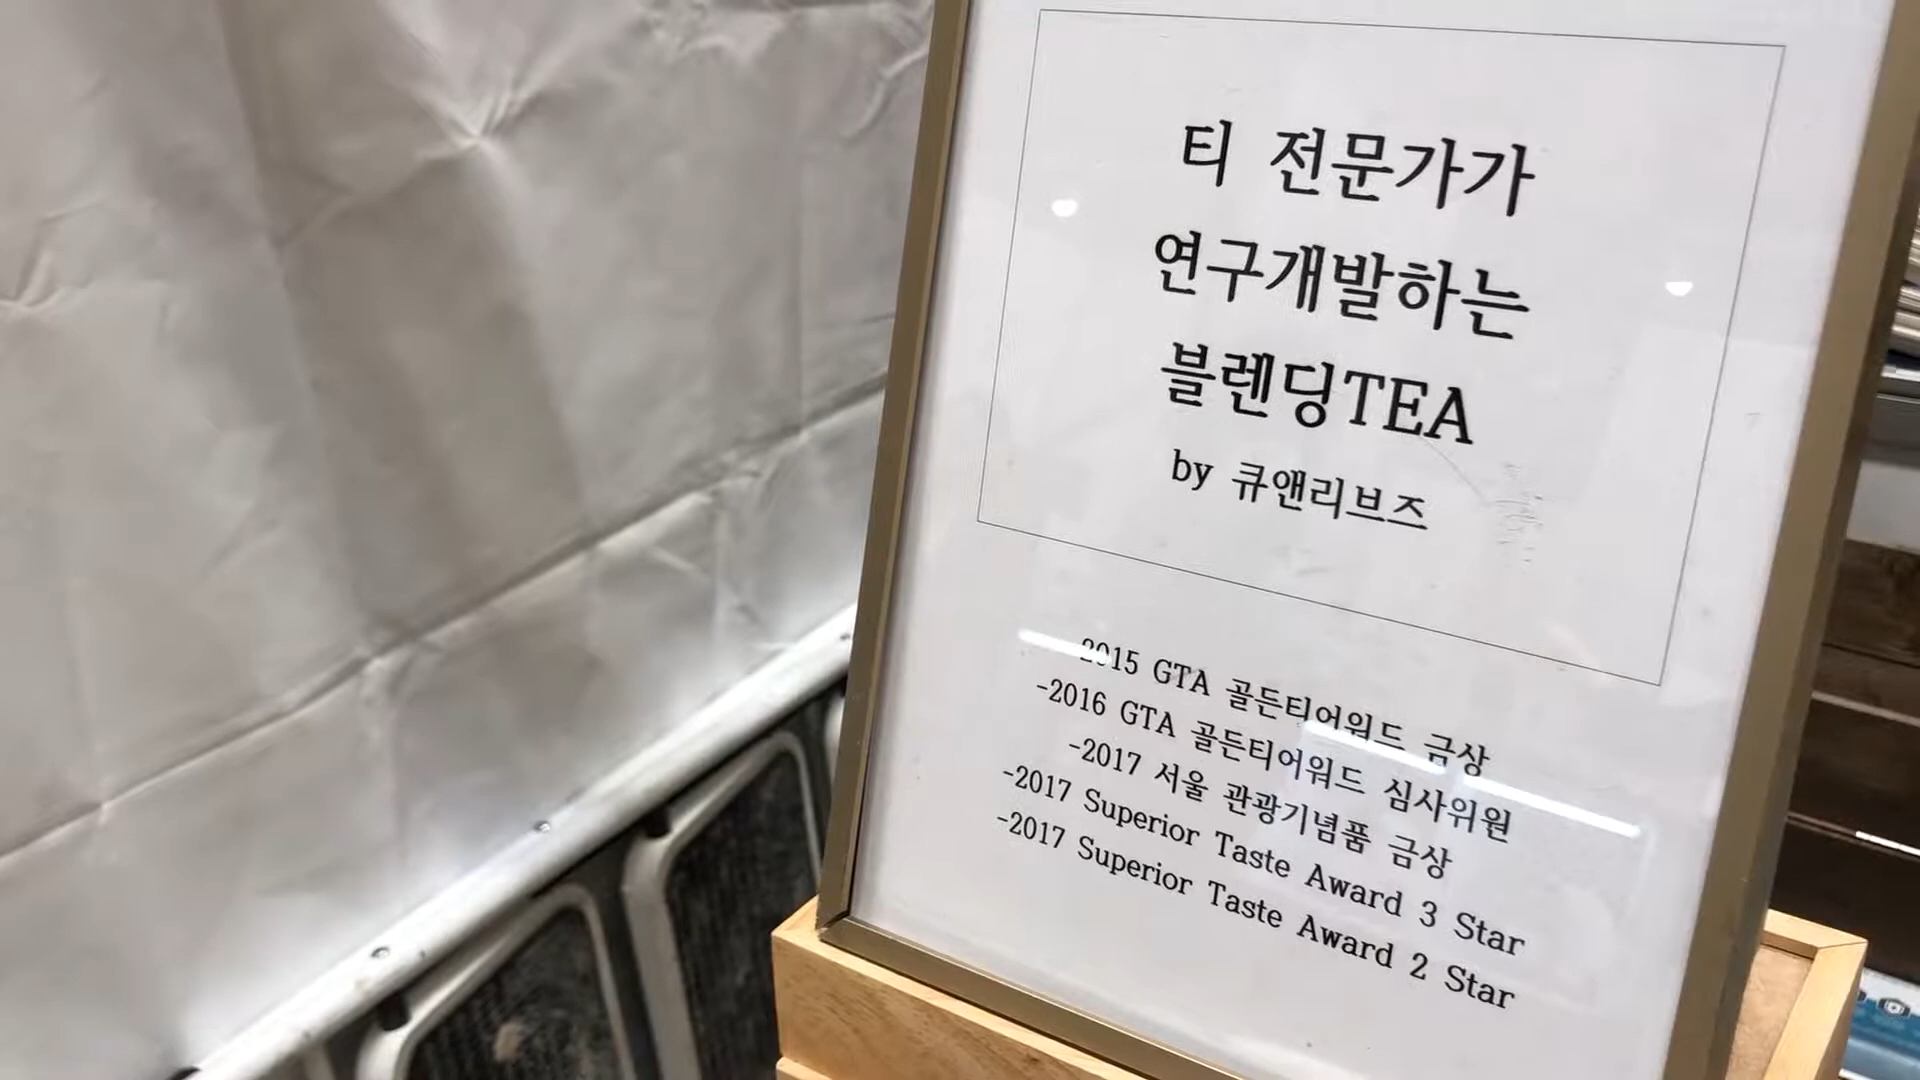 티 전문가가
연구개발하는
블렌딩TEA
by 큐앤리브즈
-2015 GTA 골든티어워드 금상
-2016 GTA 골든티어워드 심사위원
-2017 서울 관광기념품 금상
-2017 Superior Taste Award 3 Star
-2017 Superior Taste Award 2 Star